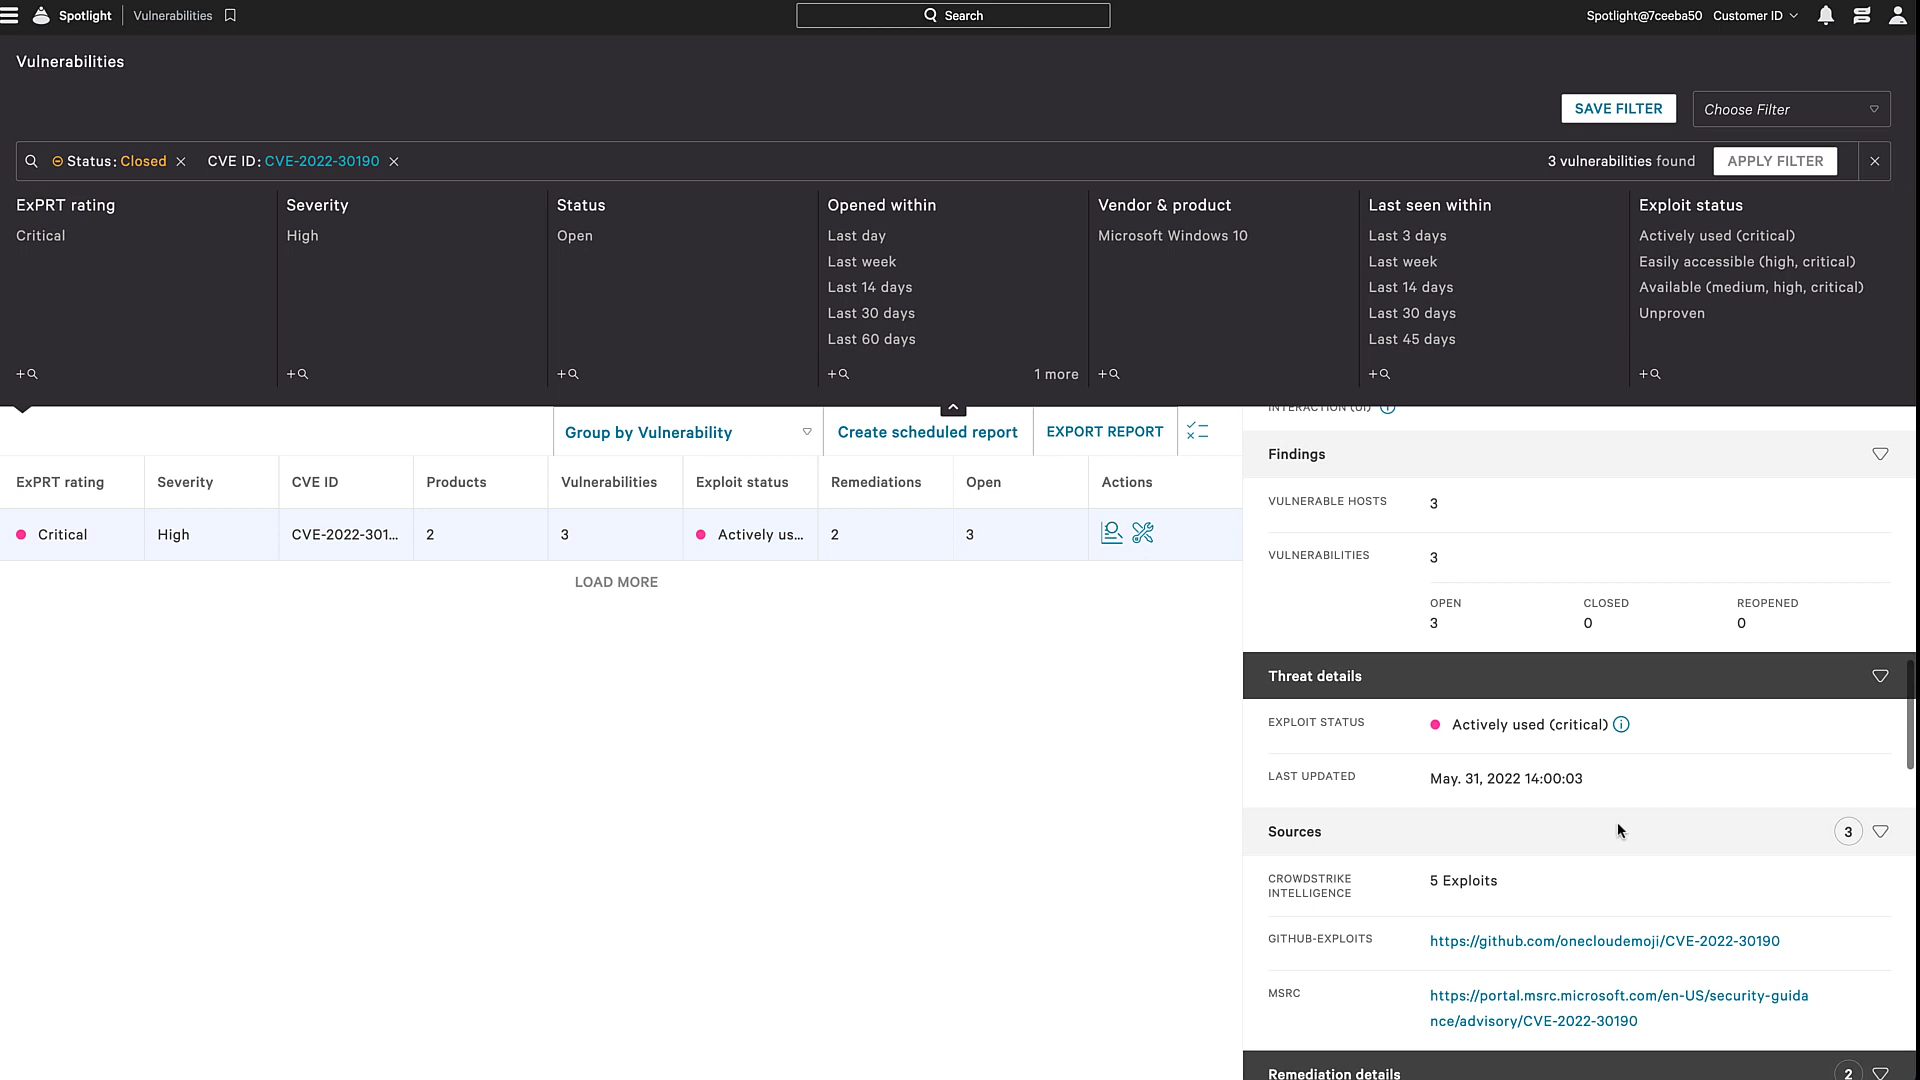 Spotlight
Vulnerabilities
Search
Spotlight@7ceeba50
Customer ID
Vulnerabilities
SAVE FILTER
Choose Filter
Status: Closed
CVE ID: CVE-2022-30190
3 vulnerabilities found
APPLY FILTER
ExPRT rating
Critical
Severity
High
Status
Open
Opened within
Last day
Last week
Last 14 days
Last 30 days
Last 60 days
1 more
Vendor & product
Microsoft Windows 10
Last seen within
Last 3 days
Last week
Last 14 days
Last 30 days
Last 45 days
Exploit status
Actively used (critical)
Easily accessible (high, critical)
Available (medium, high, critical)
Unproven
Group by Vulnerability
Create scheduled report
EXPORT REPORT
ExPRT rating
Severity
CVE ID
Products
Vulnerabilities
Exploit status
Remediations
Open
Actions
Critical
High
CVE-2022-301...
2
3
Actively us...
2
3
LOAD MORE
INTERACTION (UI)
Findings
VULNERABLE HOSTS
3
VULNERABILITIES
3
OPEN
3
CLOSED
0
REOPENED
0
Threat details
EXPLOIT STATUS
Actively used (critical)
LAST UPDATED
May. 31, 2022 14:00:03
Sources
3
CROWDSTRIKE
INTELLIGENCE
5 Exploits
GITHUB-EXPLOITS
https://github.com/onecloudemoji/CVE-2022-30190
MSRC
https://portal.msrc.microsoft.com/en-US/security-guida
nce/advisory/CVE-2022-30190
Remediation details
2